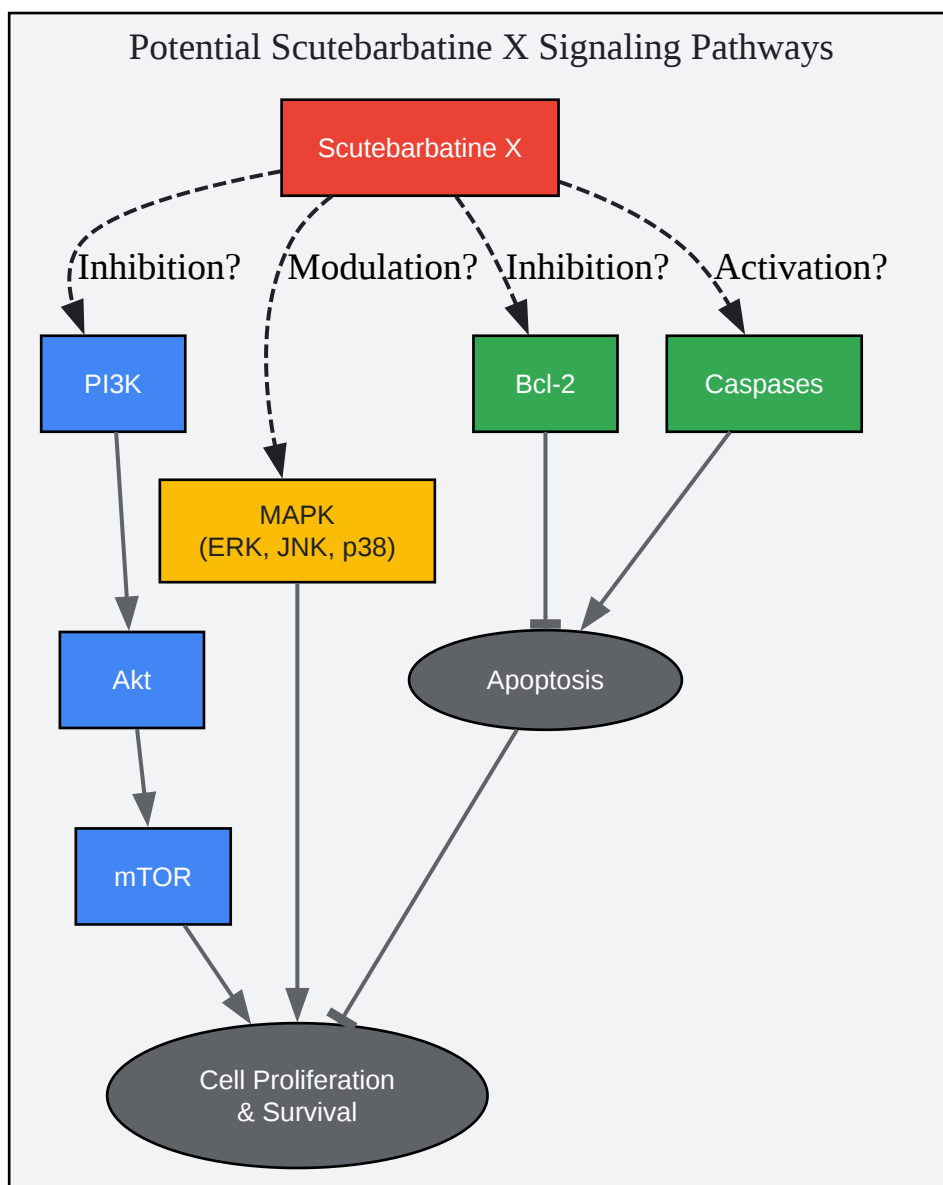 Potential Scutebarbatine X Signaling Pathways
Scutebarbatine X
Inhibition?
Modulation?
Inhibition?
Activation?
PI3K
Bcl-2
Caspases
MAPK
(ERK, JNK, p38)
Akt
Apoptosis
mTOR
Cell Proliferation
& Survival